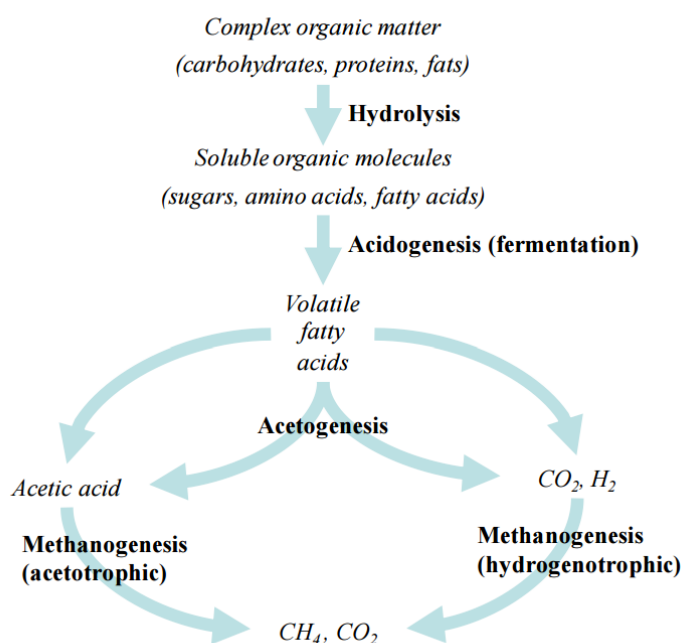 Complex organic matter
(carbohydrates, proteins, fats)
Hydrolysis
Soluble organic molecules
(sugars, amino acids, fatty acids)
Acidogenesis (fermentation)
Volatile
fatty
acids
Acetogenesis
Acetic acid
CO₂, H₂
Methanogenesis
(acetotrophic)
Methanogenesis
(hydrogenotrophic)
CH₄, CO₂